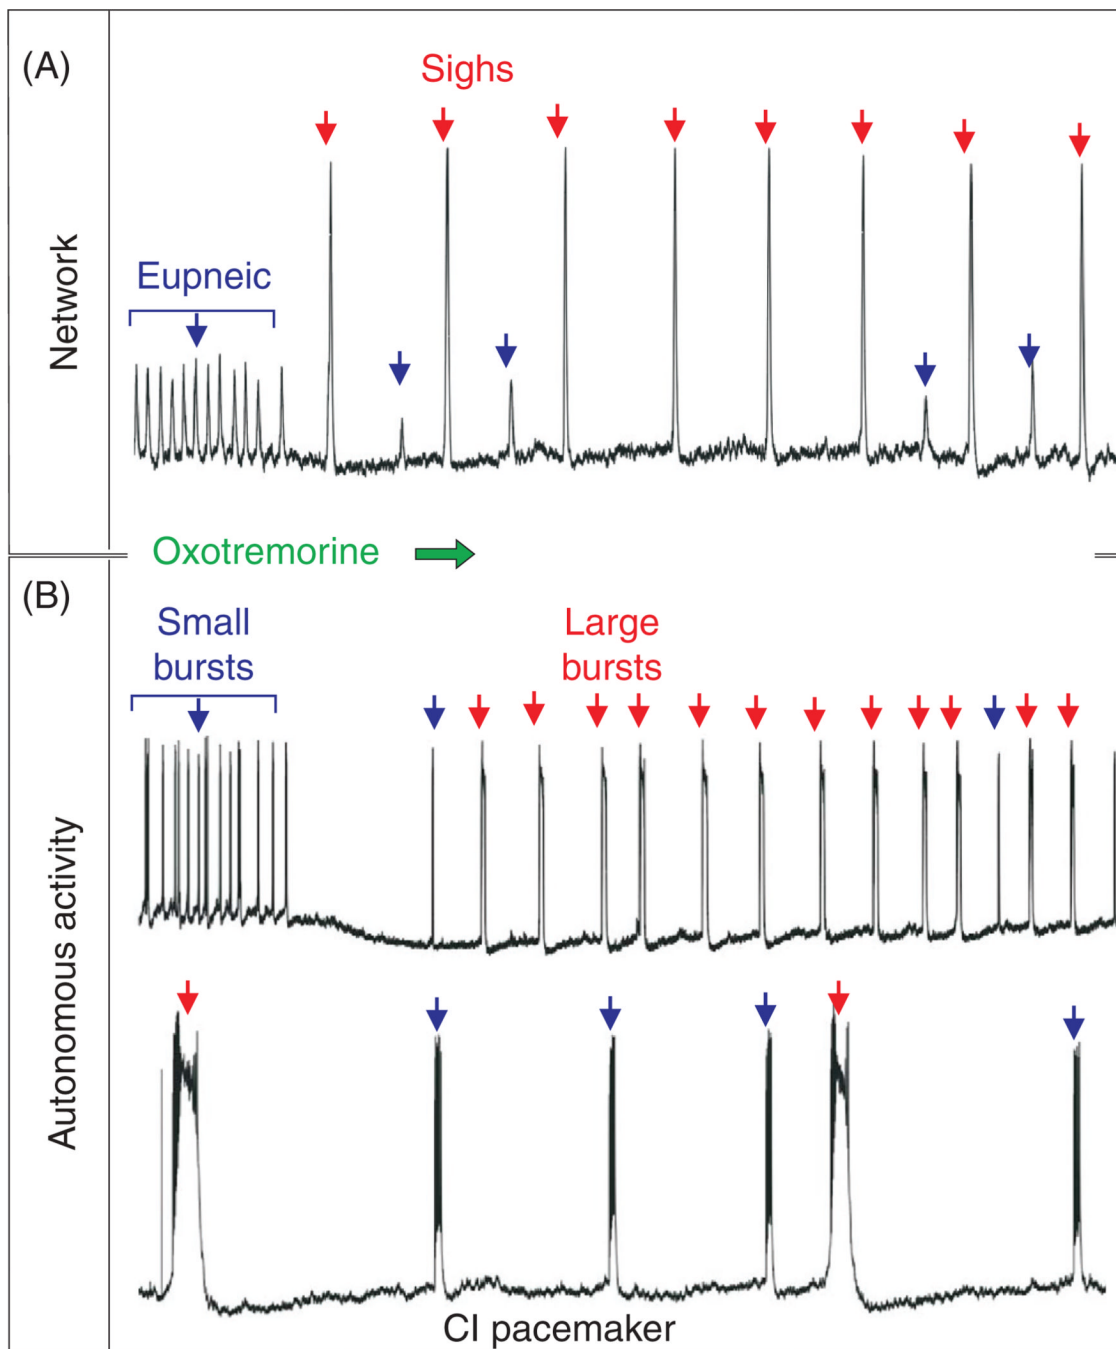 (A)
Sighs
Eupneic
Network
Oxotremorine
(B)
Small
bursts
Large
bursts
Autonomous activity
CI pacemaker